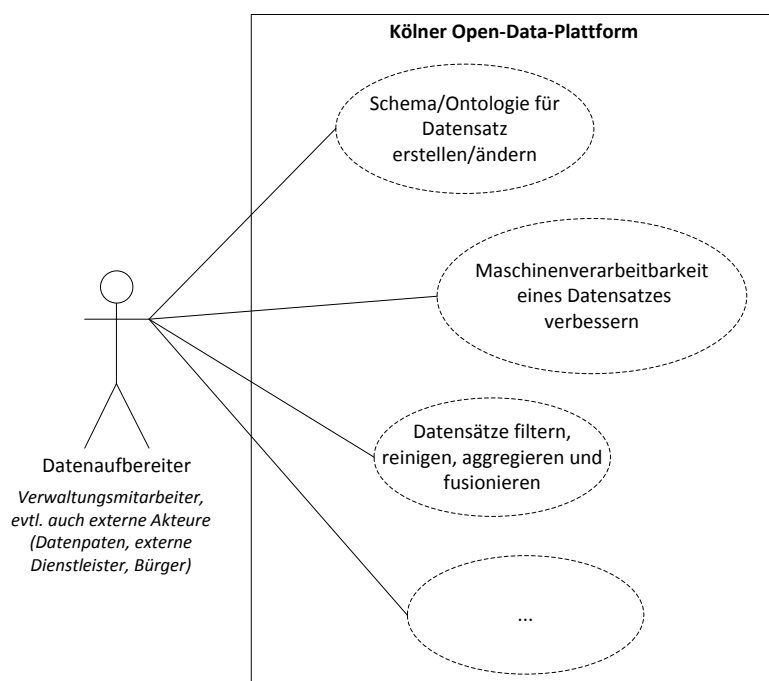 Kölner Open-Data-Plattform
Schema/Ontologie für
Datensatz
erstellen/ändern
Maschinenverarbeitbarkeit
eines Datensatzes
verbessern
Datensätze filtern,
reinigen, aggregieren und
fusionieren
...
Datenaufbereiter
Verwaltungsmitarbeiter,
evtl. auch externe Akteure
(Datenpaten, externe
Dienstleister, Bürger)